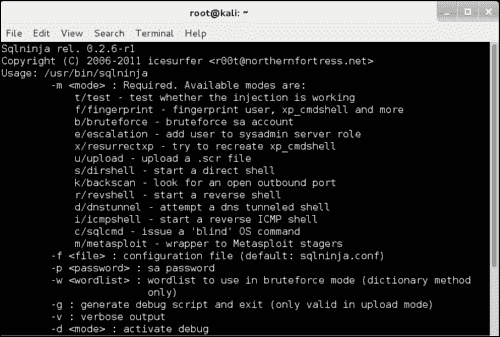 root@kali: ~
File Edit View Search Terminal Help
Sqlninja rel. 0.2.6-r1
Copyright (C) 2006-2011 icesurfer <r00t@northernfortress.net>
Usage: /usr/bin/sqlninja
-m <mode> : Required. Available modes are:
t/test - test whether the injection is working
f/fingerprint - fingerprint user, xp_cmdshell and more
b/bruteforce - bruteforce sa account
e/escalation - add user to sysadmin server role
x/resurrectxp - try to recreate xp_cmdshell
u/upload - upload a .scr file
s/dirshell - start a direct shell
k/backscan - look for an open outbound port
r/revshell - start a reverse shell
d/dnstunnel - attempt a dns tunneled shell
i/icmpshell - start a reverse ICMP shell
c/sqlcmd - issue a 'blind' OS command
m/metasploit - wrapper to Metasploit stagers
-f <file> : configuration file (default: sqlninja.conf)
-p <password> : sa password
-w <wordlist> : wordlist to use in bruteforce mode (dictionary method
only)
-g : generate debug script and exit (only valid in upload mode)
-v : verbose output
-d <mode> : activate debug